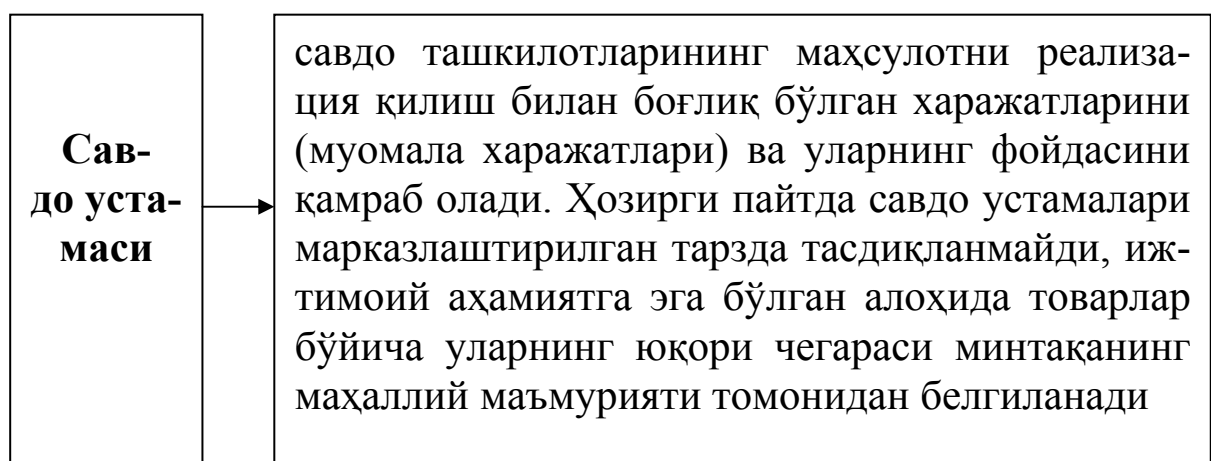 Сав-
до уста-
маси
савдо ташкилотларининг маҳсулотни реализа-
ция қилиш билан боғлиқ бўлган харажатларини
(муомала харажатлари) ва уларнинг фойдасини
қамраб олади. Ҳозирги пайтда савдо устамалари
марказлаштирилган тарзда тасдиқланмайди, иж-
тимоий аҳамиятга эга бўлган алоҳида товарлар
бўйича уларнинг юқори чегараси минтақанинг
маҳаллий маъмурияти томонидан белгиланади